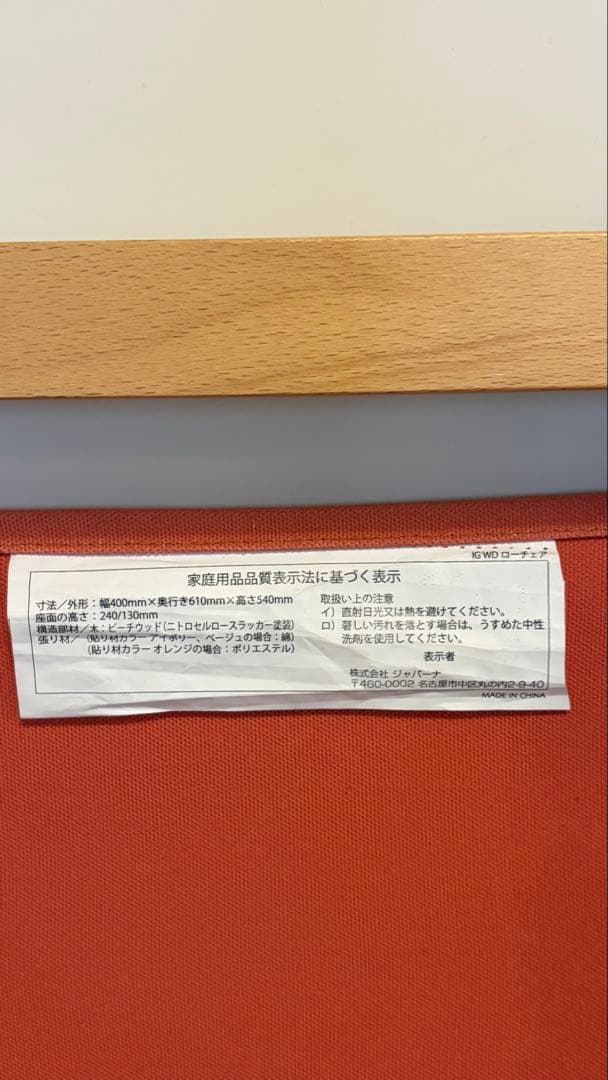 IG WD ローチェア
家庭用品品質表示法に基づく表示
寸法／外形：幅400mm×奥行き610mm×高さ540mm
座面の高さ：240/130mm
構造部材／木：ビーチウッド（ニトロセルロースラッカー塗装）
張り材／（貼り材カラー アイボリー、ベージュの場合：綿）
（貼り材カラー オレンジの場合：ポリエステル）
取扱い上の注意
イ）直射日光又は熱を避けてください。
ロ）著しい汚れを落とす場合は、うすめた中性
洗剤を使用してください。
表示者
株式会社 ジャパーナ
〒460-0002 名古屋市中区丸の内2-9-40
MADE IN CHINA